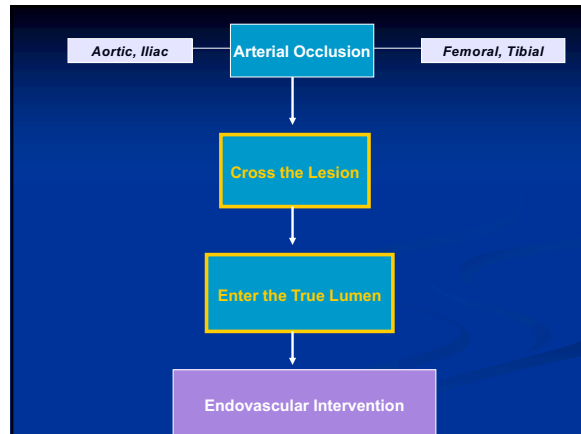 Aortic, Iliac
Arterial Occlusion
Femoral, Tibial
Cross the Lesion
Enter the True Lumen
Endovascular Intervention